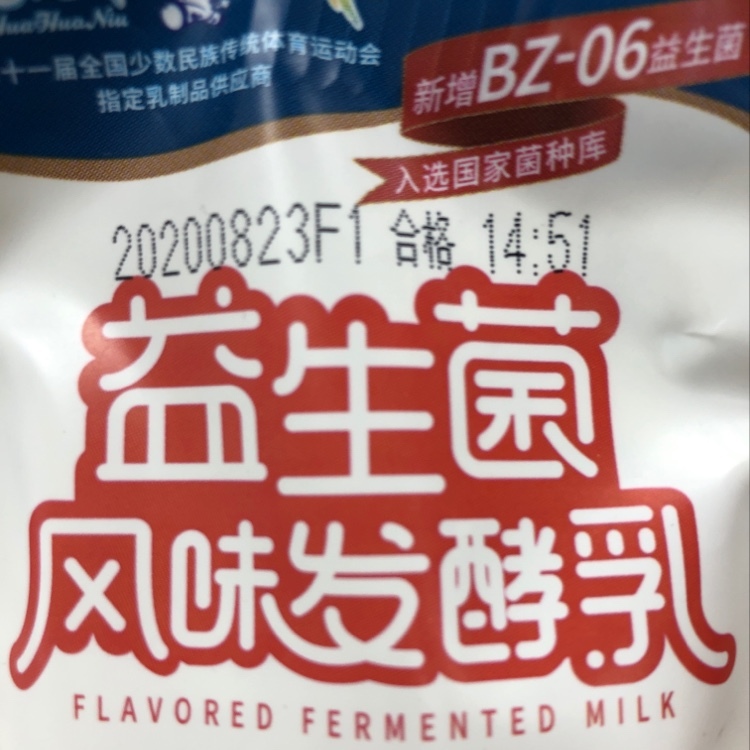 HuaHuaNiu
十一届全国少数民族传统体育运动会
指定乳制品供应商
新增BZ-06益生菌
入选国家菌种库
20200823F1 合格 14:51
益生菌
风味发酵乳
FLAVORED FERMENTED MILK